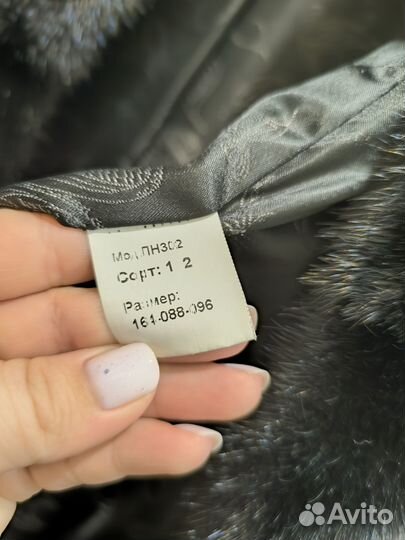 Мод.ПН302
Сорт: 1 2
Размер:
164-088-096
Avito